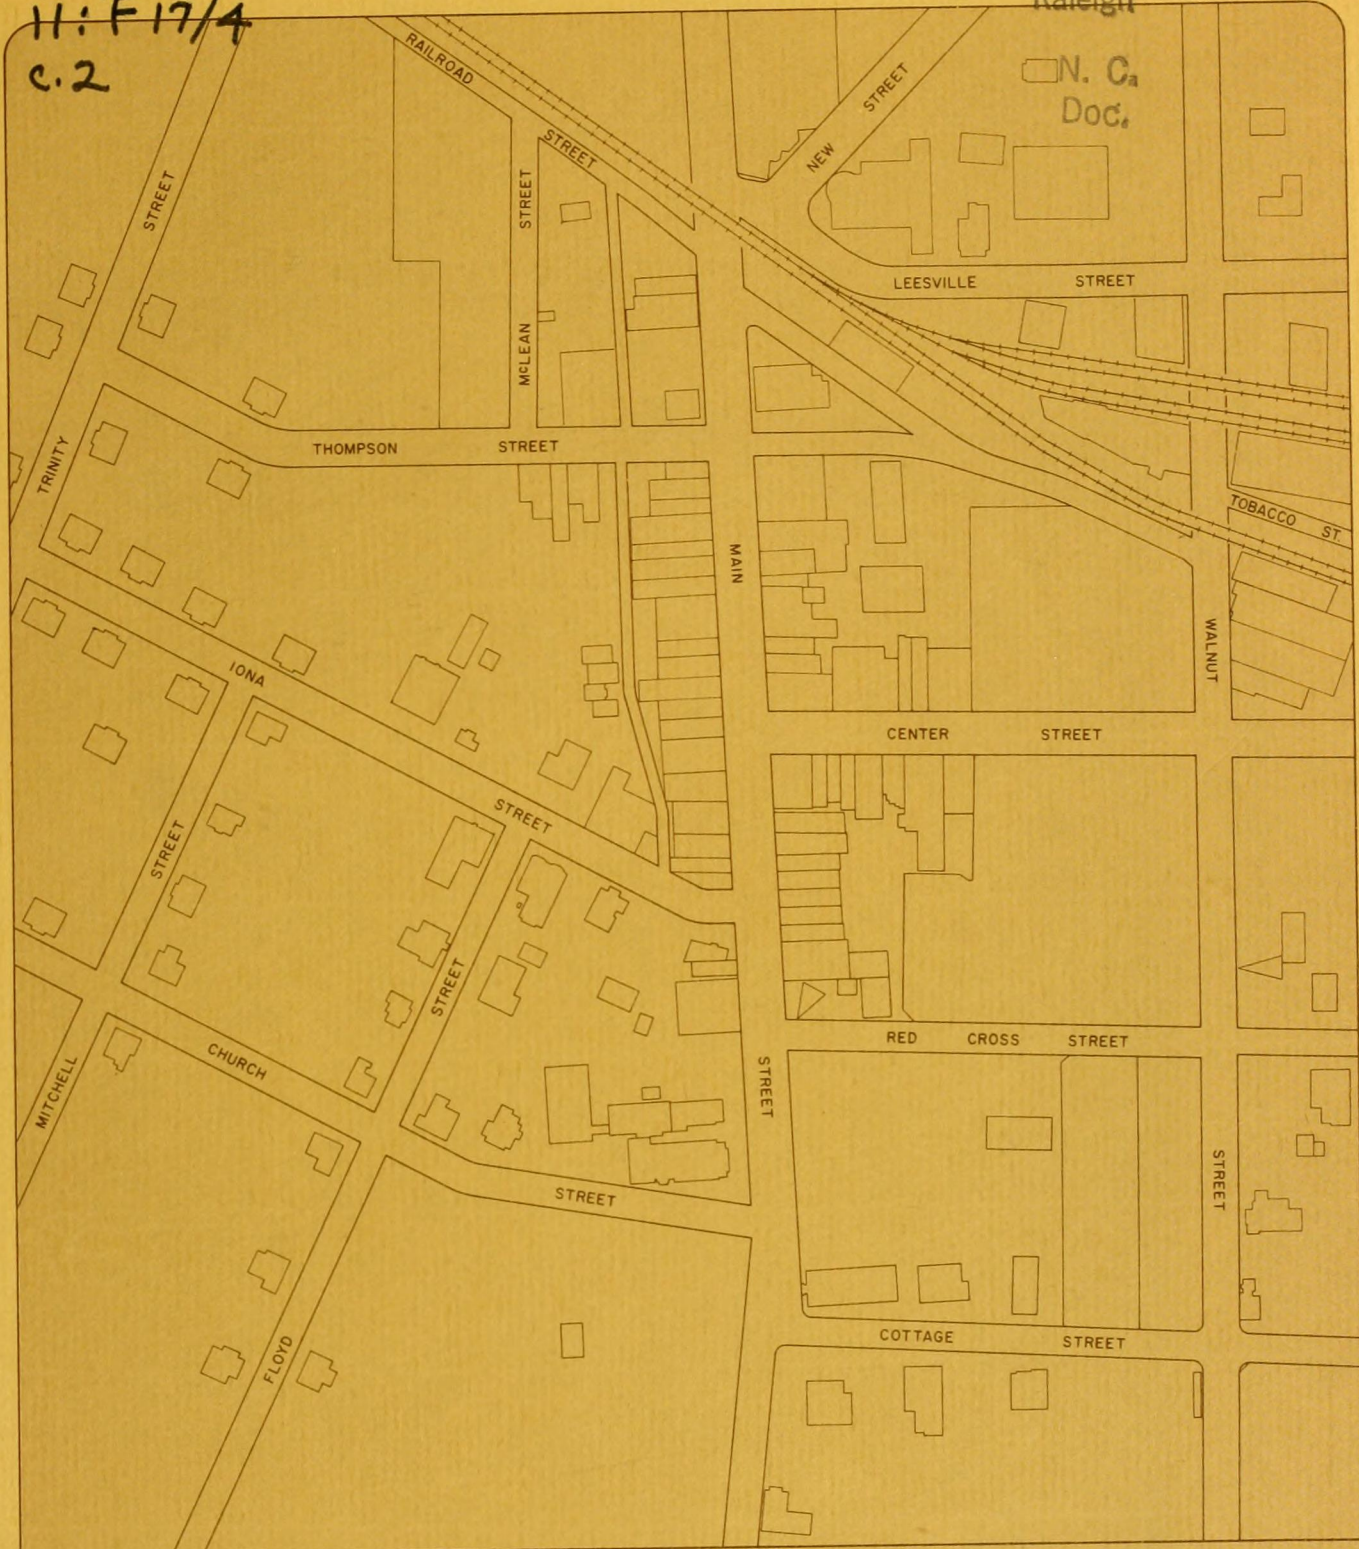 11:F17/4
c.2
Raleigh
N. C.
Doc.
RAILROAD
STREET
NEW STREET
STREET
STREET
LEESVILLE STREET
McLEAN
TRINITY
THOMPSON STREET
TOBACCO ST.
MAIN
WALNUT
IONA
STREET
CENTER STREET
STREET
STREET
RED CROSS STREET
CHURCH
MITCHELL
STREET
STREET
STREET
FLOYD
COTTAGE STREET